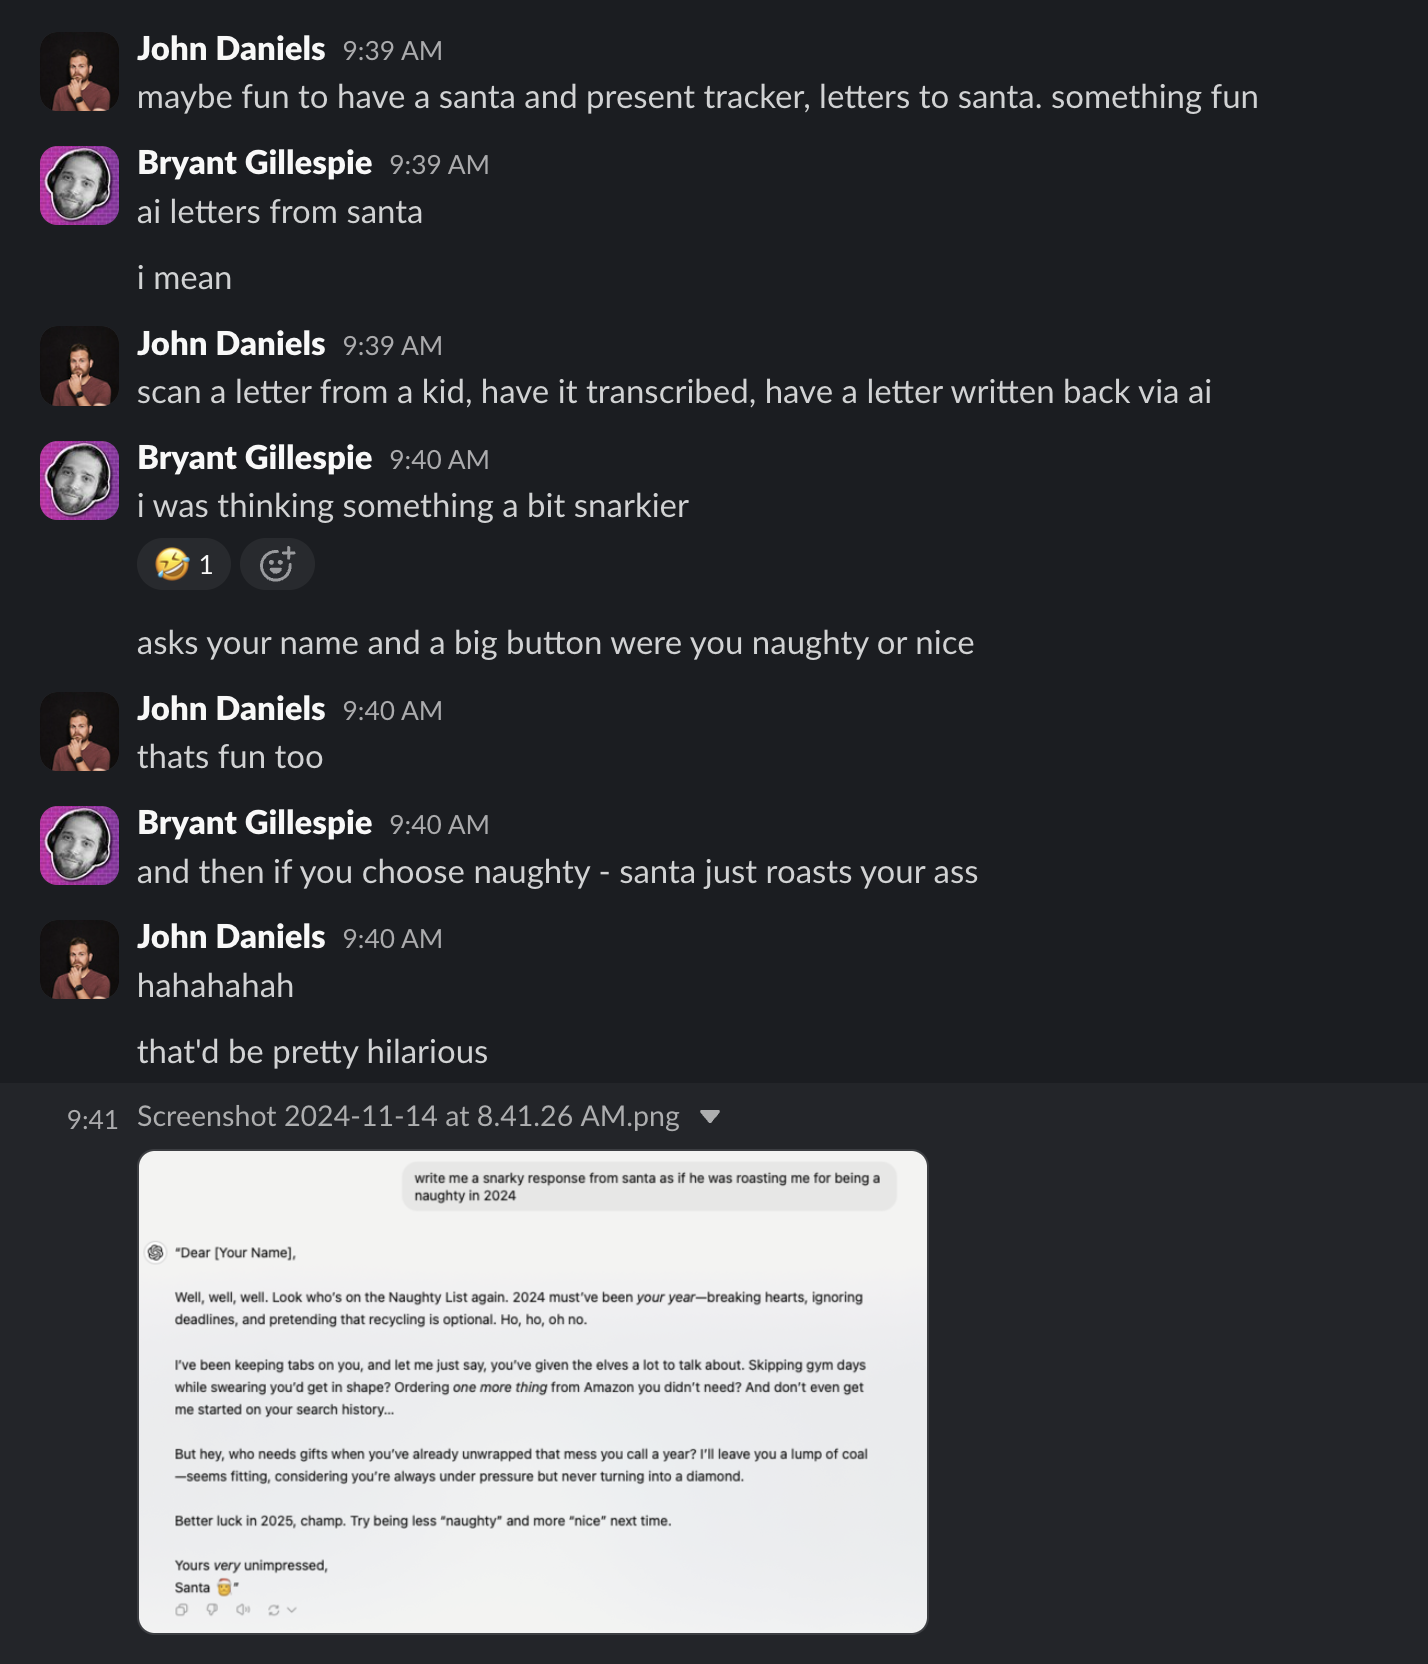 John Daniels 9:39 AM
maybe fun to have a santa and present tracker, letters to santa. something fun
Bryant Gillespie 9:39 AM
ai letters from santa
i mean
John Daniels 9:39 AM
scan a letter from a kid, have it transcribed, have a letter written back via ai
Bryant Gillespie 9:40 AM
i was thinking something a bit snarkier
🤣 1
asks your name and a big button were you naughty or nice
John Daniels 9:40 AM
thats fun too
Bryant Gillespie 9:40 AM
and then if you choose naughty - santa just roasts your ass
John Daniels 9:40 AM
hahahahah
that'd be pretty hilarious
9:41 Screenshot 2024-11-14 at 8.41.26 AM.png
write me a snarky response from santa as if he was roasting me for being a
naughty in 2024
“Dear [Your Name],
Well, well, well. Look who’s on the Naughty List again. 2024 must’ve been your year—breaking hearts, ignoring
deadlines, and pretending that recycling is optional. Ho, ho, oh no.
I’ve been keeping tabs on you, and let me just say, you’ve given the elves a lot to talk about. Skipping gym days
while swearing you’d get in shape? Ordering one more thing from Amazon you didn’t need? And don’t even get
me started on your search history...
But hey, who needs gifts when you’ve already unwrapped that mess you call a year? I’ll leave you a lump of coal
—seems fitting, considering you’re always under pressure but never turning into a diamond.
Better luck in 2025, champ. Try being less “naughty” and more “nice” next time.
Yours very unimpressed,
Santa 🎅”